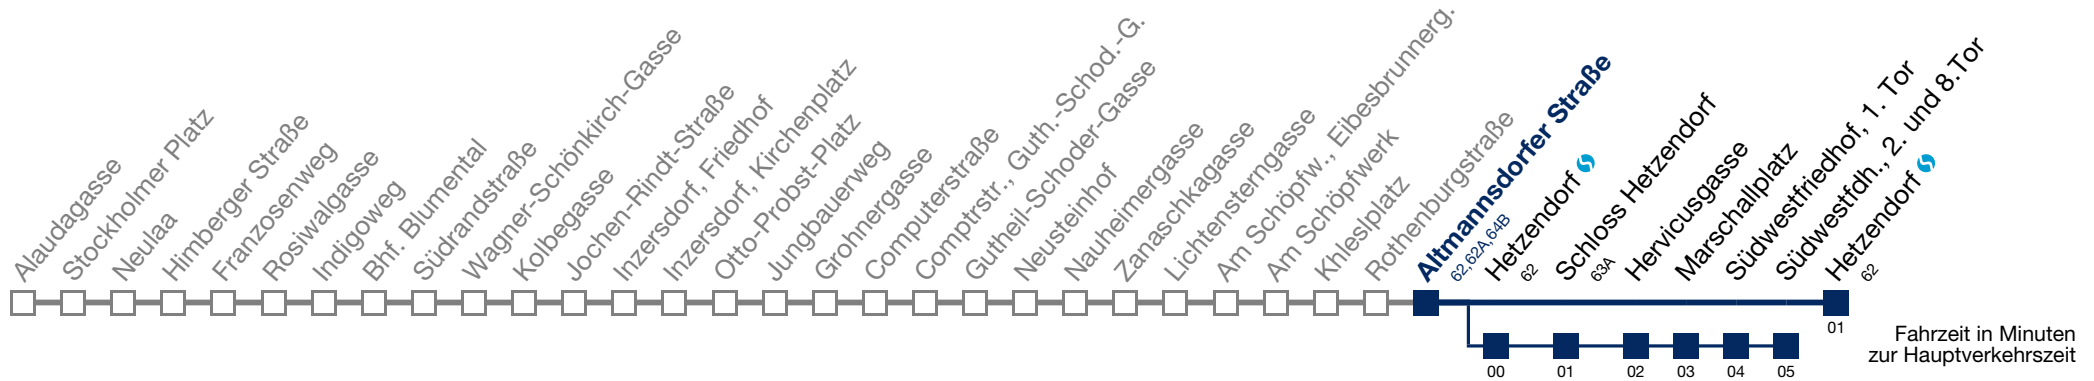 Alaudagasse
Stockholmer Platz
Neulaa
Himberger Straße
Franzosenweg
Rosiwalgasse
Indigoweg
Bhf. Blumental
Südrandstraße
Wagner-Schönkirch-Gasse
Kolbegasse
Jochen-Rindt-Straße
Inzersdorf, Friedhof
Inzersdorf, Kirchenplatz
Otto-Probst-Platz
Jungbauerweg
Grohnergasse
Computerstraße
Comptrstr., Guth.-Schod.-G.
Gutheil-Schoder-Gasse
Neusteinhof
Nauheimergasse
Zanaschkagasse
Lichtensterngasse
Am Schöpfw., Eibesbrunnerg.
Am Schöpfwerk
Khleslplatz
Rothenburgstraße
Altmannsdorfer Straße
62,62A,64B
Hetzendorf
62
Schloss Hetzendorf
63A
Hervicusgasse
Marschallplatz
Südwestfriedhof, 1. Tor
Südwestfdh., 2. und 8.Tor
Hetzendorf
62
01
00 01 02 03 04 05
Fahrzeit in Minuten
zur Hauptverkehrszeit